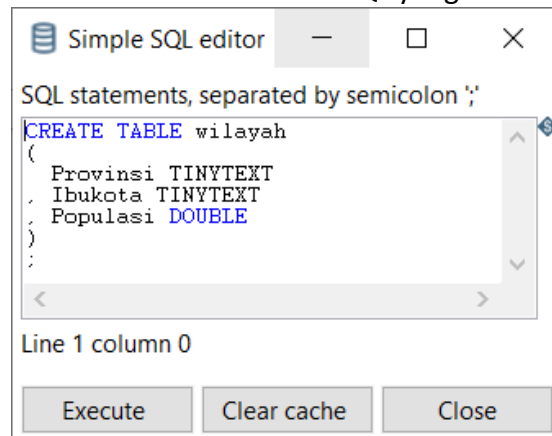 Simple SQL editor
SQL statements, separated by semicolon ';'
CREATE TABLE wilayah
(
  Provinsi TINYTEXT
, Ibukota TINYTEXT
, Populasi DOUBLE
)
;
Line 1 column 0
Execute Clear cache Close